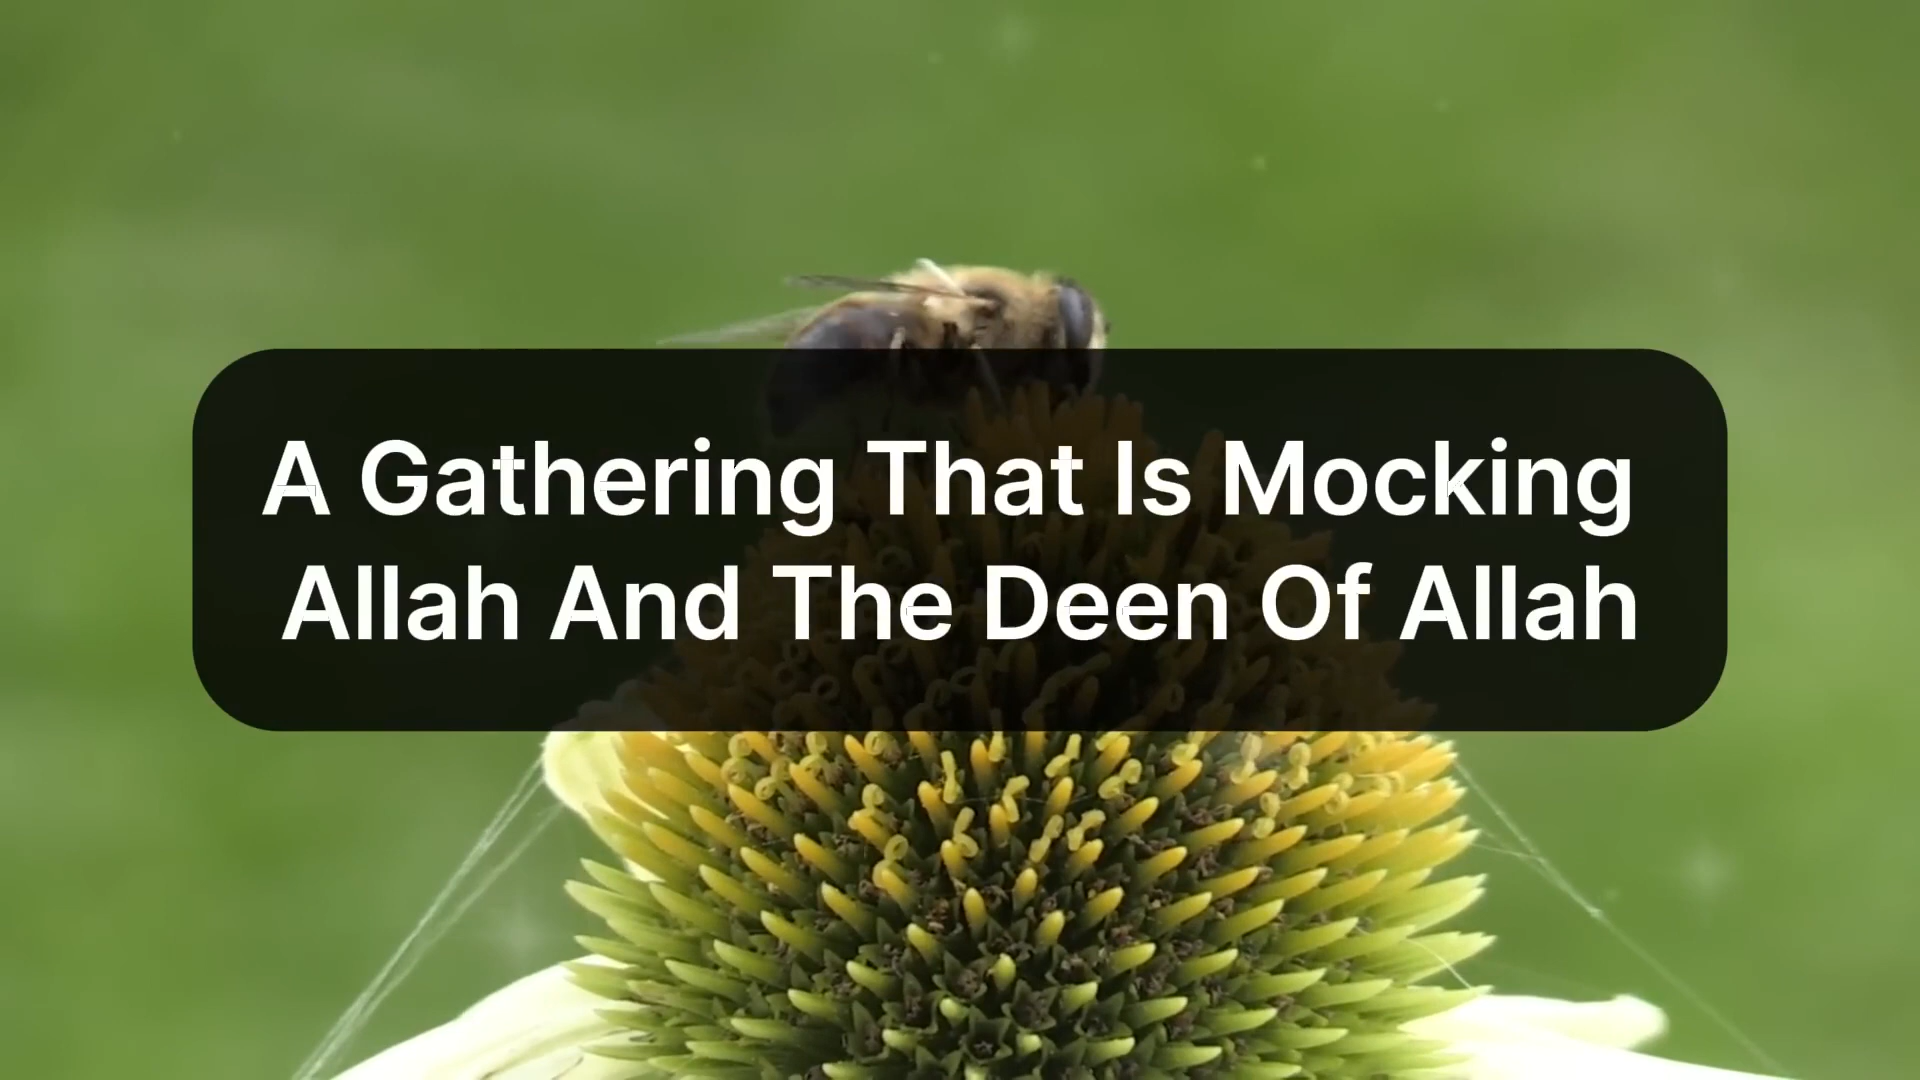 A Gathering That Is Mocking
Allah And The Deen Of Allah